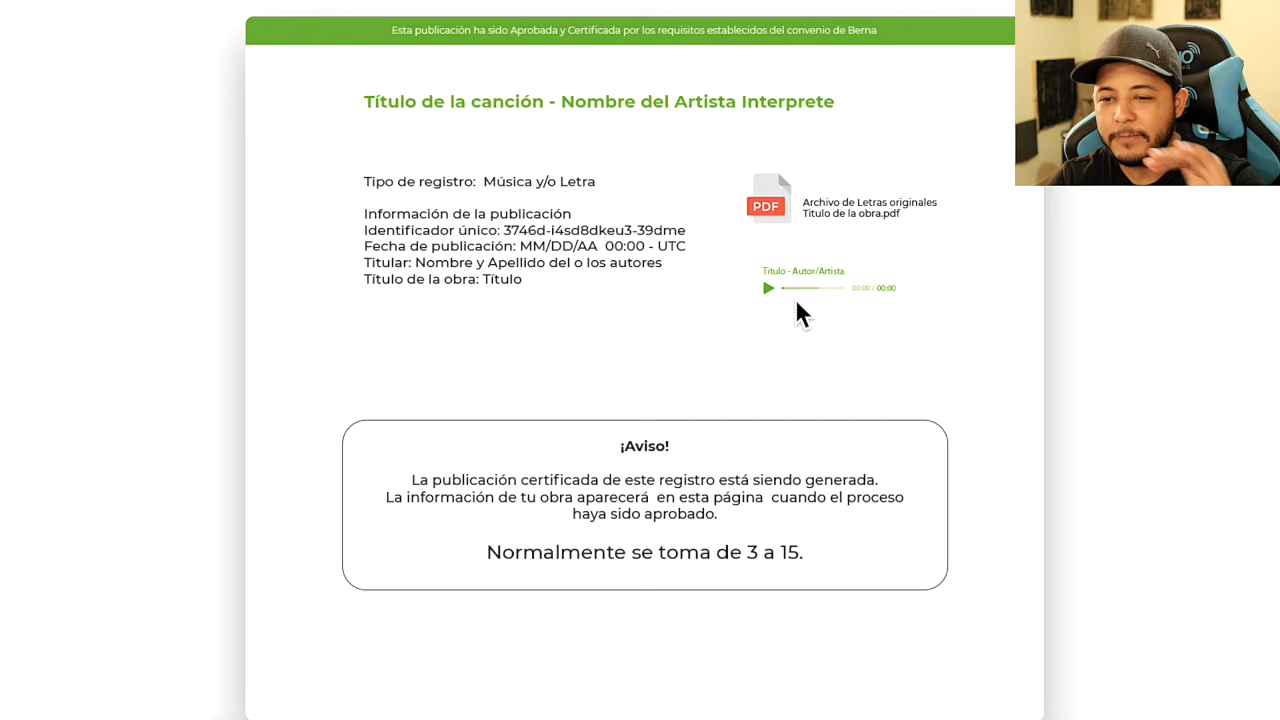 Esta publicación ha sido Aprobada y Certificada por los requisitos establecidos del convenio de Berna
Título de la canción - Nombre del Artista Interprete
Tipo de registro: Música y/o Letra
Información de la publicación
Identificador único: 3746d-i4sd8dkeu3-39dme
Fecha de publicación: MM/DD/AA 00:00 - UTC
Titular: Nombre y Apellido del o los autores
Título de la obra: Título
PDF
Archivo de Letras originales
Titulo de la obra.pdf
Titulo - Autor/Artista
00:00 / 00:00
¡Aviso!
La publicación certificada de este registro está siendo generada.
La información de tu obra aparecerá en esta página cuando el proceso
haya sido aprobado.
Normalmente se toma de 3 a 15.